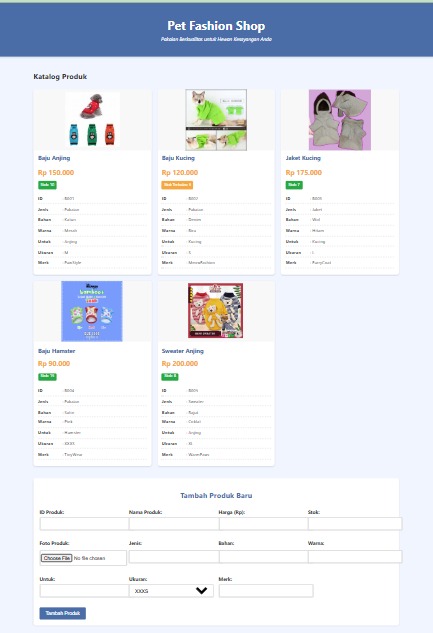 Pet Fashion Shop
Pakaian Berkualitas untuk Hewan Kesayangan Anda
Katalog Produk
Baju Anjing
Rp 150.000
Stok: 10
ID : B001
Jenis : Pakaian
Bahan : Katun
Warna : Merah
Untuk : Anjing
Ukuran : M
Merk : PawStyle
Baju Kucing
Rp 120.000
Stok Terbatas: 5
ID : B002
Jenis : Pakaian
Bahan : Denim
Warna : Biru
Untuk : Kucing
Ukuran : S
Merk : MeowFashion
Jaket Kucing
Rp 175.000
Stok: 7
ID : B003
Jenis : Jaket
Bahan : Wol
Warna : Hitam
Untuk : Kucing
Ukuran : L
Merk : FurryCoat
Baju Hamster
Rp 90.000
Stok: 15
ID : B004
Jenis : Pakaian
Bahan : Satin
Warna : Pink
Untuk : Hamster
Ukuran : XXXS
Merk : TinyWear
Sweater Anjing
Rp 200.000
Stok: 8
ID : B005
Jenis : Sweater
Bahan : Rajut
Warna : Coklat
Untuk : Anjing
Ukuran : Xl
Merk : WarmPaws
Tambah Produk Baru
ID Produk:
Nama Produk:
Harga (Rp):
Stok:
Foto Produk:
Choose File No file chosen
Jenis:
Bahan:
Warna:
Untuk:
Ukuran:
XXXS
Merk:
Tambah Produk